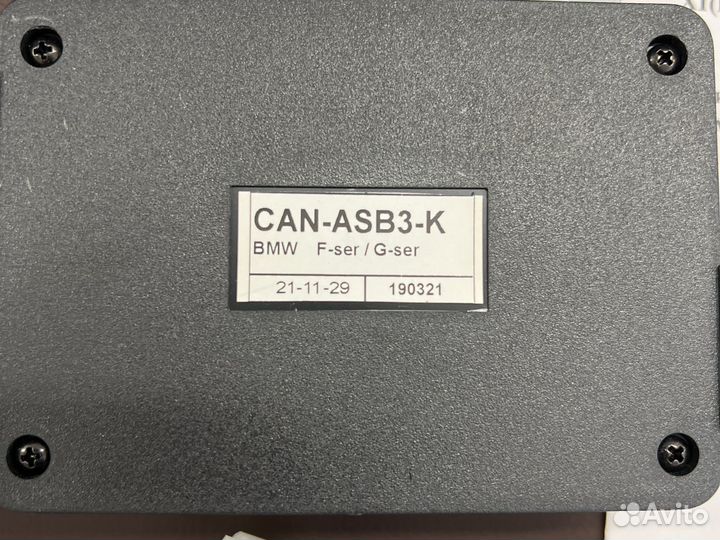 CAN-ASB3-K
BMW F-ser / G-ser
21-11-29 190321
Avito